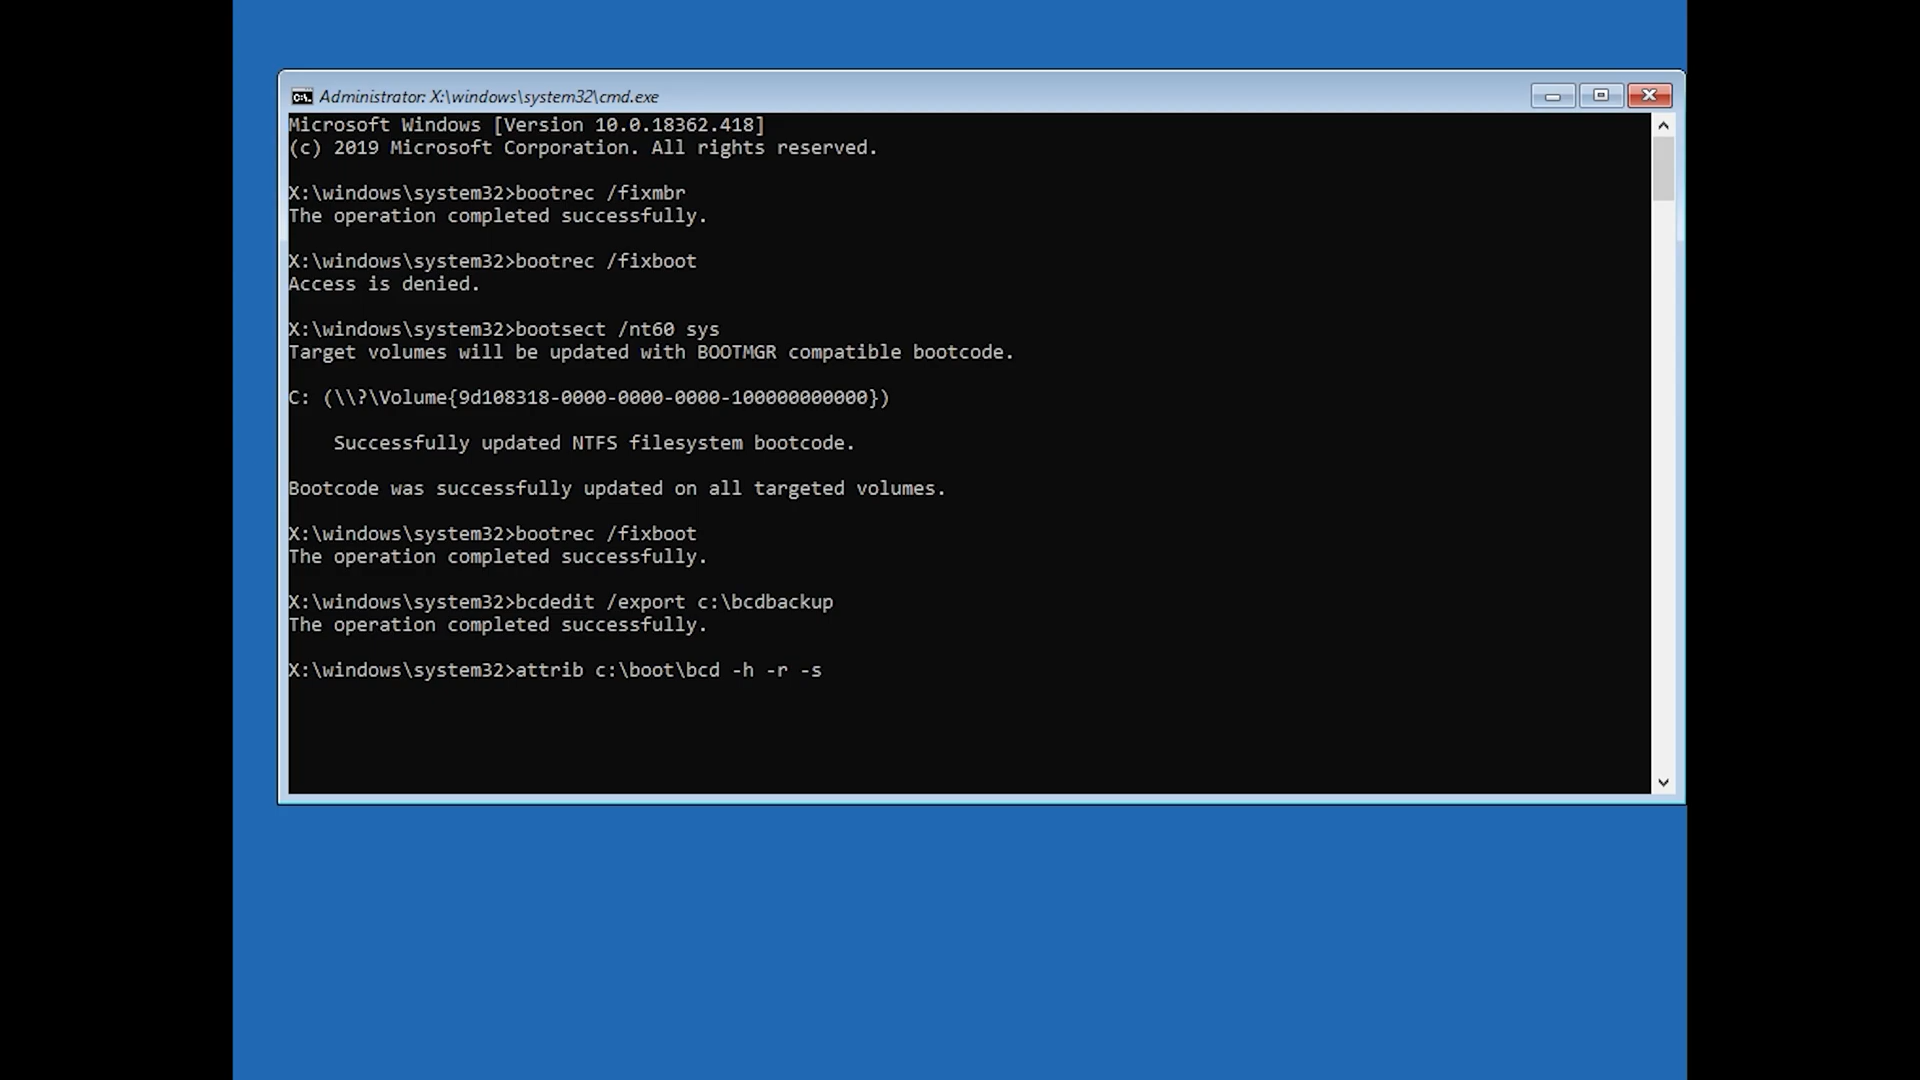 Administrator: X:\windows\system32\cmd.exe
Microsoft Windows [Version 10.0.18362.418]
(c) 2019 Microsoft Corporation. All rights reserved.
X:\windows\system32>bootrec /fixmbr
The operation completed successfully.
X:\windows\system32>bootrec /fixboot
Access is denied.
X:\windows\system32>bootsect /nt60 sys
Target volumes will be updated with BOOTMGR compatible bootcode.
C: (\\?\Volume{9d108318-0000-0000-0000-100000000000})
Successfully updated NTFS filesystem bootcode.
Bootcode was successfully updated on all targeted volumes.
X:\windows\system32>bootrec /fixboot
The operation completed successfully.
X:\windows\system32>bcdedit /export c:\bcdbackup
The operation completed successfully.
X:\windows\system32>attrib c:\boot\bcd -h -r -s